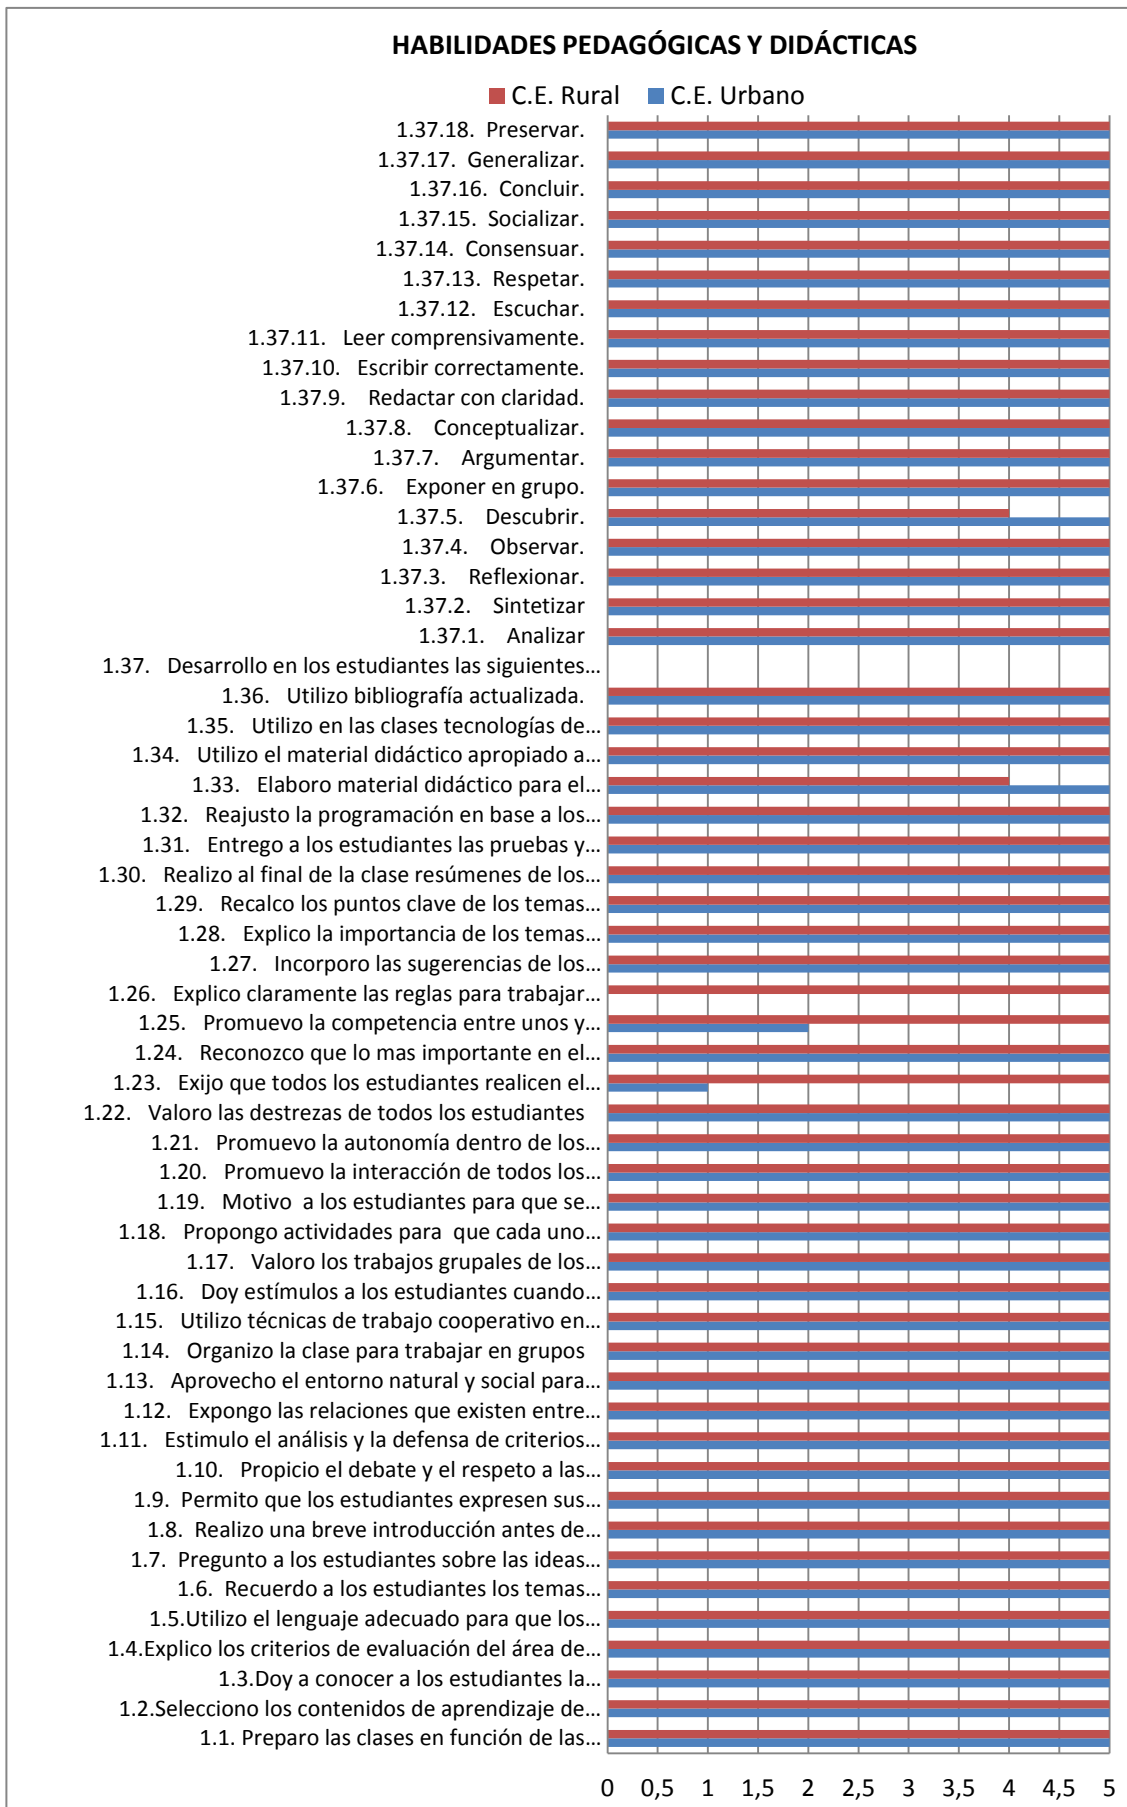 HABILIDADES PEDAGÓGICAS Y DIDÁCTICAS
C.E. Rural C.E. Urbano
1.37.18. Preservar.
1.37.17. Generalizar.
1.37.16. Concluir.
1.37.15. Socializar.
1.37.14. Consensuar.
1.37.13. Respetar.
1.37.12. Escuchar.
1.37.11. Leer comprensivamente.
1.37.10. Escribir correctamente.
1.37.9. Redactar con claridad.
1.37.8. Conceptualizar.
1.37.7. Argumentar.
1.37.6. Exponer en grupo.
1.37.5. Descubrir.
1.37.4. Observar.
1.37.3. Reflexionar.
1.37.2. Sintetizar
1.37.1. Analizar
1.37. Desarrollo en los estudiantes las siguientes...
1.36. Utilizo bibliografía actualizada.
1.35. Utilizo en las clases tecnologías de...
1.34. Utilizo el material didáctico apropiado a...
1.33. Elaboro material didáctico para el...
1.32. Reajusto la programación en base a los...
1.31. Entrego a los estudiantes las pruebas y...
1.30. Realizo al final de la clase resúmenes de los...
1.29. Recalco los puntos clave de los temas...
1.28. Explico la importancia de los temas...
1.27. Incorporo las sugerencias de los...
1.26. Explico claramente las reglas para trabajar...
1.25. Promuevo la competencia entre unos y...
1.24. Reconozco que lo mas importante en el...
1.23. Exijo que todos los estudiantes realicen el...
1.22. Valoro las destrezas de todos los estudiantes
1.21. Promuevo la autonomía dentro de los...
1.20. Promuevo la interacción de todos los...
1.19. Motivo a los estudiantes para que se...
1.18. Propongo actividades para que cada uno...
1.17. Valoro los trabajos grupales de los...
1.16. Doy estímulos a los estudiantes cuando...
1.15. Utilizo técnicas de trabajo cooperativo en...
1.14. Organizo la clase para trabajar en grupos
1.13. Aprovecho el entorno natural y social para...
1.12. Expongo las relaciones que existen entre...
1.11. Estimulo el análisis y la defensa de criterios...
1.10. Propicio el debate y el respeto a las...
1.9. Permito que los estudiantes expresen sus...
1.8. Realizo una breve introducción antes de...
1.7. Pregunto a los estudiantes sobre las ideas...
1.6. Recuerdo a los estudiantes los temas...
1.5.Utilizo el lenguaje adecuado para que los...
1.4.Explico los criterios de evaluación del área de...
1.3.Doy a conocer a los estudiantes la...
1.2.Selecciono los contenidos de aprendizaje de...
1.1. Preparo las clases en función de las...
0 0,5 1 1,5 2 2,5 3 3,5 4 4,5 5